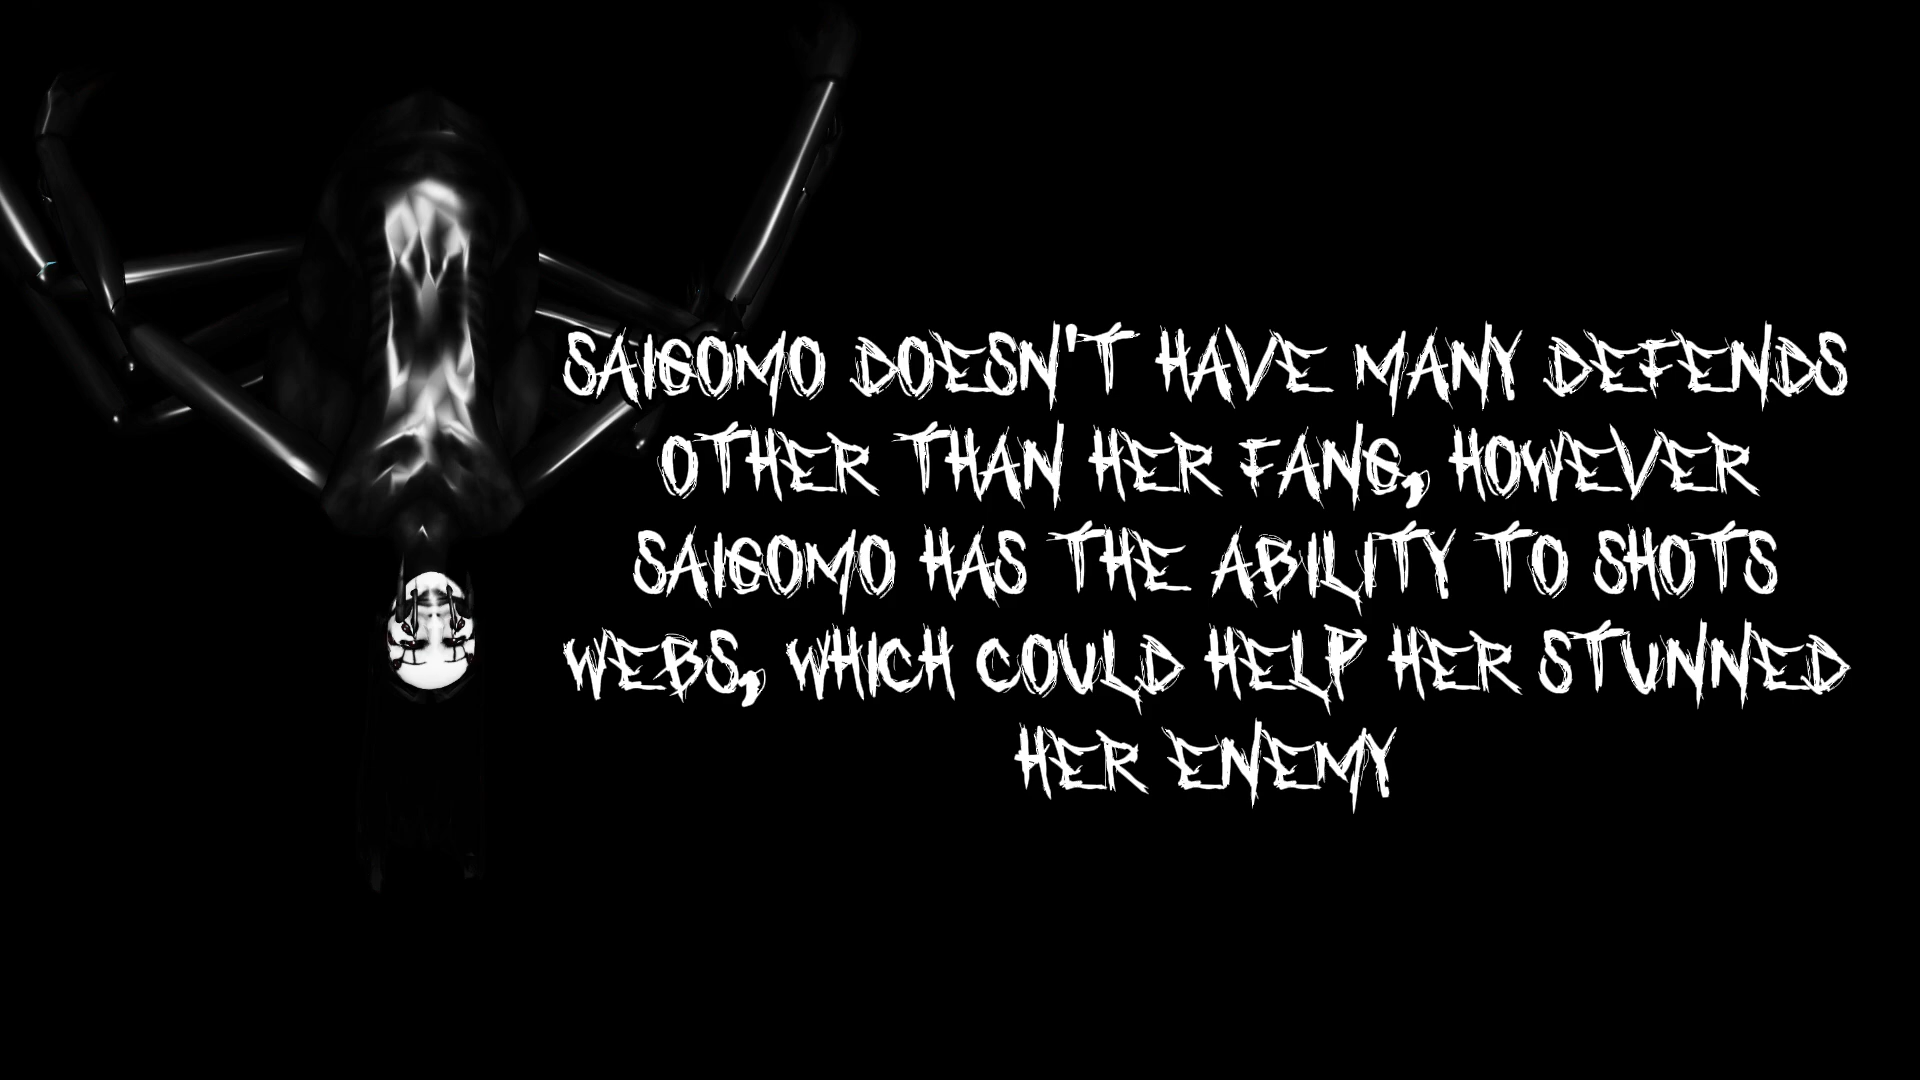 SAIGOMO DOESN'T HAVE MANY DEFENDS
OTHER THAN HER FANG, HOWEVER
SAIGOMO HAS THE ABILITY TO SHOTS
WEBS, WHICH COULD HELP HER STUNNED
HER ENEMY